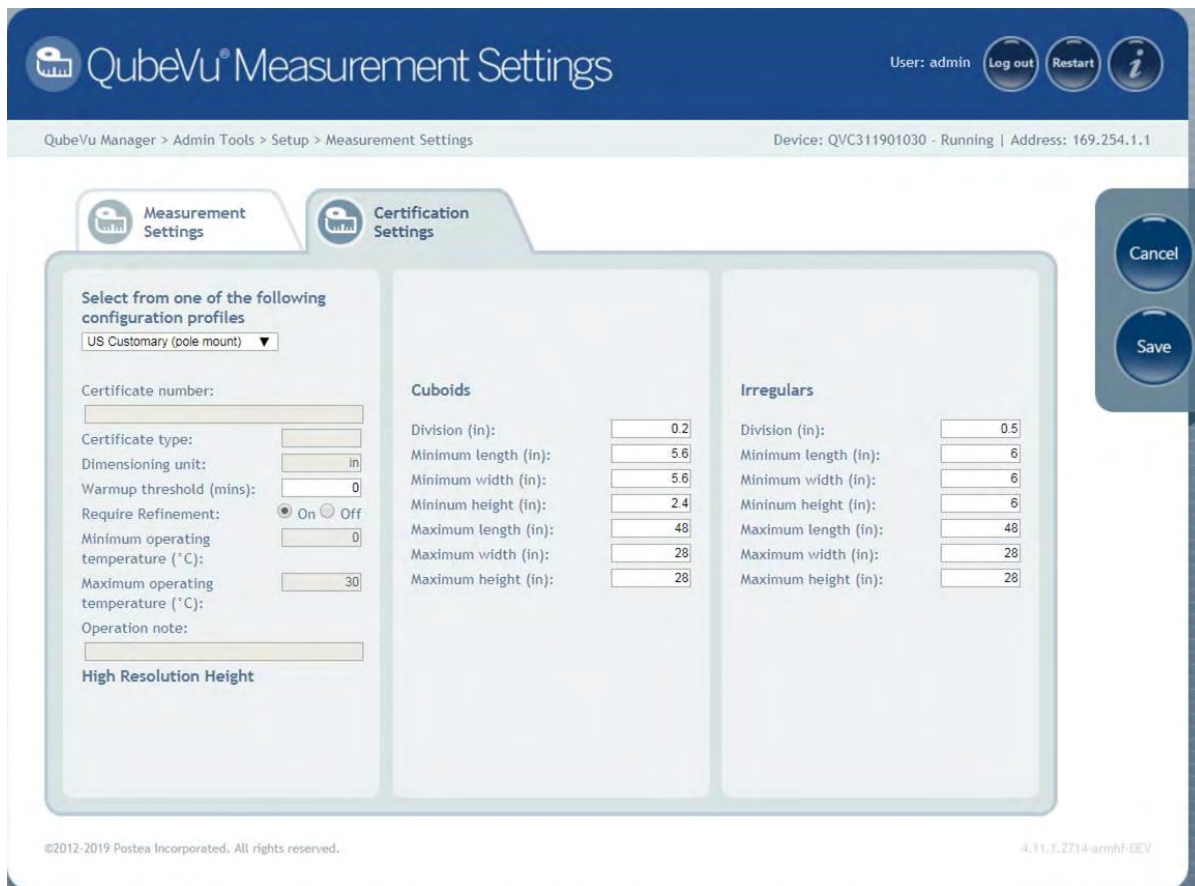 QubeVu® Measurement Settings
User: admin
Log out
Restart
i
QubeVu Manager > Admin Tools > Setup > Measurement Settings
Device: QVC311901030 - Running | Address: 169.254.1.1
Measurement
Settings
Certification
Settings
Cancel
Save
Select from one of the following
configuration profiles
US Customary (pole mount) ▼
Certificate number:
Certificate type:
Dimensioning unit: in
Warmup threshold (mins): 0
Require Refinement: On Off
Minimum operating 0
temperature (°C):
Maximum operating 30
temperature (°C):
Operation note:
High Resolution Height
Cuboids
Division (in): 0.2
Minimum length (in): 5.6
Minimum width (in): 5.6
Mininum height (in): 2.4
Maximum length (in): 48
Maximum width (in): 28
Maximum height (in): 28
Irregulars
Division (in): 0.5
Minimum length (in): 6
Minimum width (in): 6
Mininum height (in): 6
Maximum length (in): 48
Maximum width (in): 28
Maximum height (in): 28
©2012-2019 Postea Incorporated. All rights reserved.
4.11.f.2714-armhf-DEV